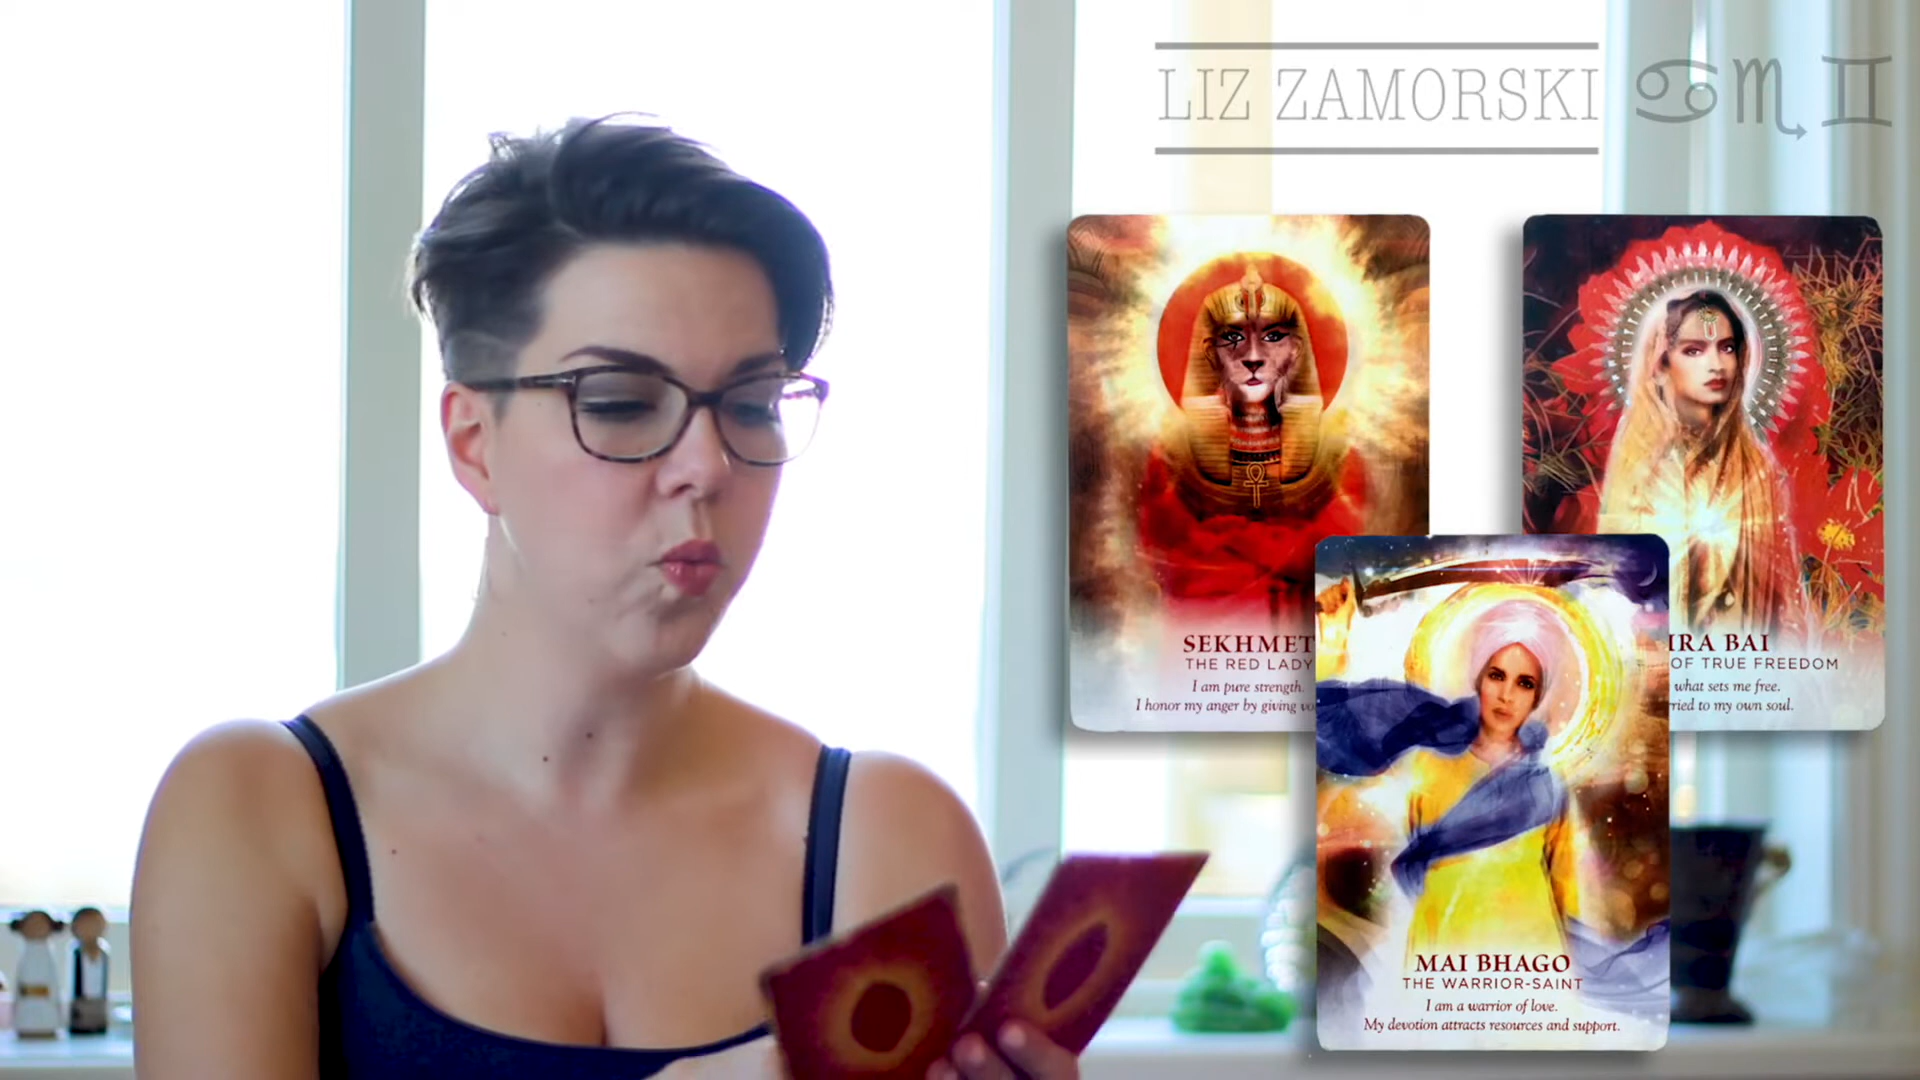 LIZ ZAMORSKI
SEKHMET
THE RED LADY
I am pure strength.
I honor my anger by giving
IRA BAI
OF TRUE FREEDOM
what sets me free.
to my own soul.
MAI BHAGO
THE WARRIOR-SAINT
I am a warrior of love.
My devotion attracts resources and support.